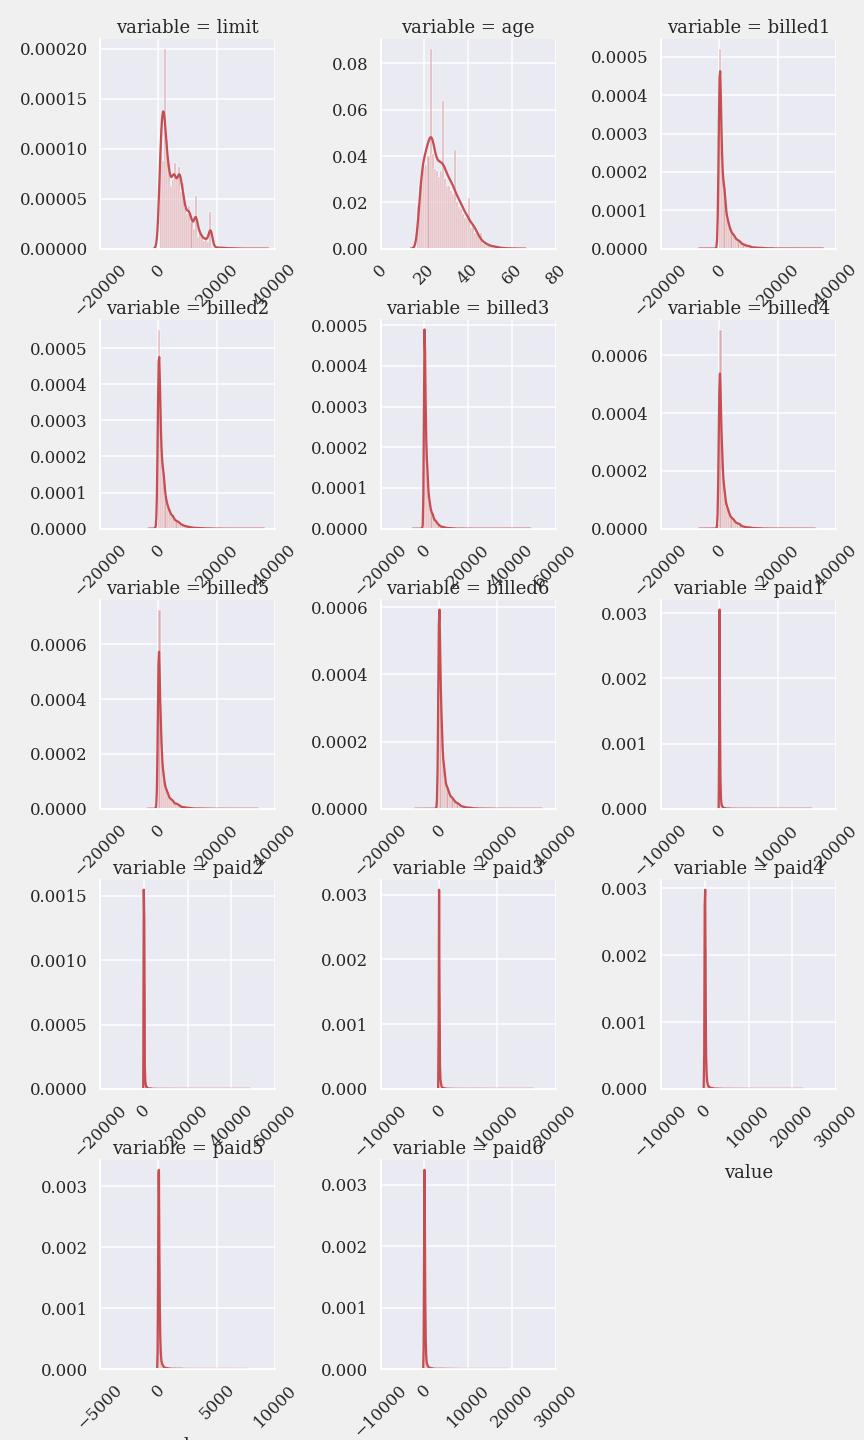 variable = limit
0.00020
0.00015
0.00010
0.00005
0.00000
−20000 0 20000 40000
variable = age
0.08
0.06
0.04
0.02
0.00
0 20 40 60 80
variable = billed1
0.0005
0.0004
0.0003
0.0002
0.0001
0.0000
−20000 0 20000 40000
variable = billed2
0.0005
0.0004
0.0003
0.0002
0.0001
0.0000
−20000 0 20000 40000
variable = billed3
0.0005
0.0004
0.0003
0.0002
0.0001
0.0000
−20000 0 20000 40000 60000
variable = billed4
0.0006
0.0004
0.0002
0.0000
−20000 0 20000 40000
variable = billed5
0.0006
0.0004
0.0002
0.0000
−20000 0 20000 40000
variable = billed6
0.0006
0.0004
0.0002
0.0000
−20000 0 20000 40000
variable = paid1
0.003
0.002
0.001
0.000
−10000 0 10000 20000
variable = paid2
0.0015
0.0010
0.0005
0.0000
−20000 0 20000 40000 60000
variable = paid3
0.003
0.002
0.001
0.000
−10000 0 10000 20000
variable = paid4
0.003
0.002
0.001
0.000
−10000 0 10000 20000 30000
value
variable = paid5
0.003
0.002
0.001
0.000
−5000 0 5000 10000
variable = paid6
0.003
0.002
0.001
0.000
−10000 0 10000 20000 30000